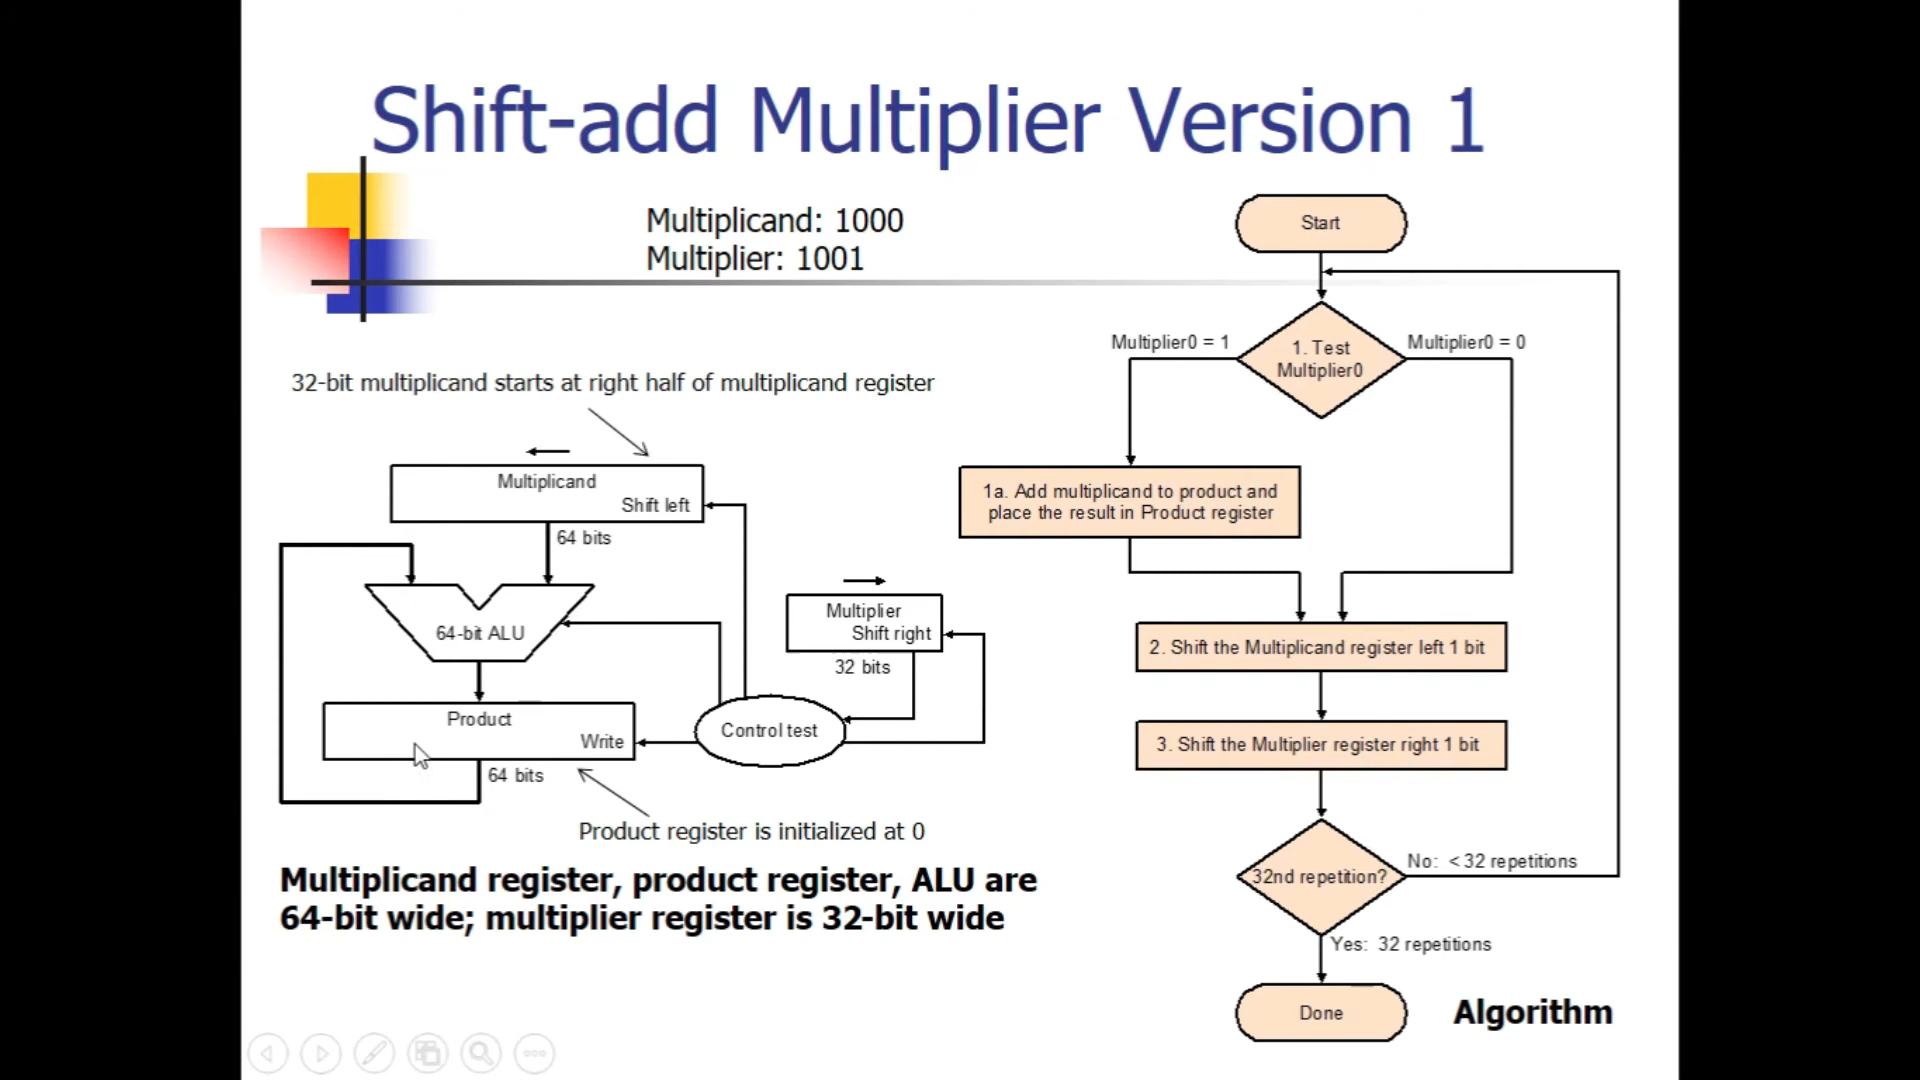 Shift-add Multiplier Version 1
Multiplicand: 1000
Multiplier: 1001
32-bit multiplicand starts at right half of multiplicand register
Multiplicand
Shift left
64 bits
64-bit ALU
Multiplier
Shift right
32 bits
Control test
Product
Write
64 bits
Product register is initialized at 0
Multiplicand register, product register, ALU are
64-bit wide; multiplier register is 32-bit wide
Start
Multiplier0 = 1
1. Test
Multiplier0
Multiplier0 = 0
1a. Add multiplicand to product and
place the result in Product register
2. Shift the Multiplicand register left 1 bit
3. Shift the Multiplier register right 1 bit
32nd repetition?
No: < 32 repetitions
Yes: 32 repetitions
Done
Algorithm